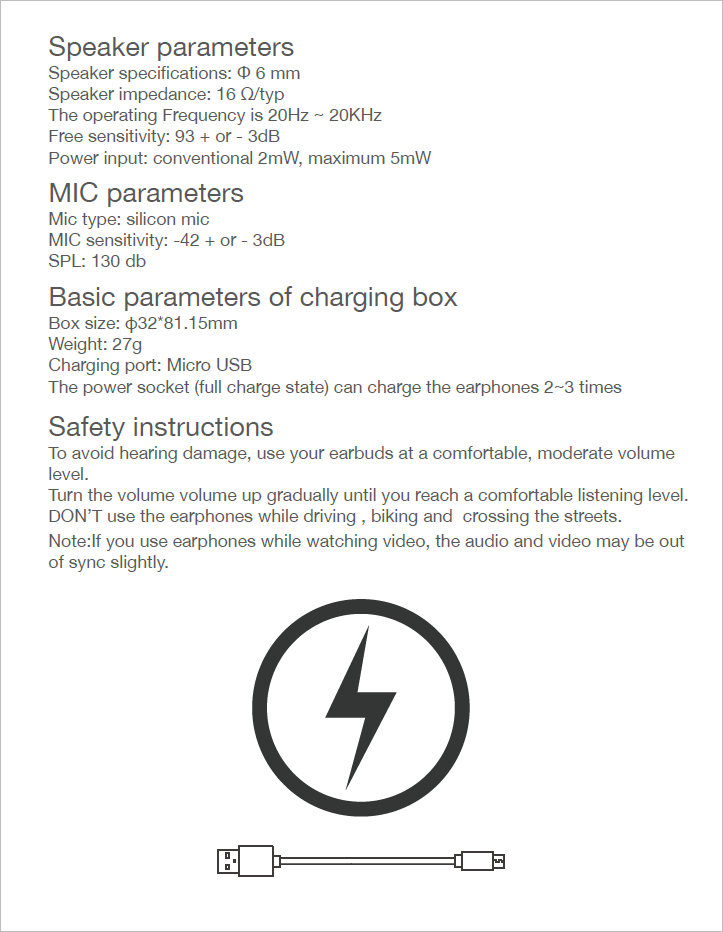 Speaker parameters
Speaker specifications: Φ 6 mm
Speaker impedance: 16 Ω/typ
The operating Frequency is 20Hz ~ 20KHz
Free sensitivity: 93 + or - 3dB
Power input: conventional 2mW, maximum 5mW
MIC parameters
Mic type: silicon mic
MIC sensitivity: -42 + or - 3dB
SPL: 130 db
Basic parameters of charging box
Box size: ф32*81.15mm
Weight: 27g
Charging port: Micro USB
The power socket (full charge state) can charge the earphones 2~3 times
Safety instructions
To avoid hearing damage, use your earbuds at a comfortable, moderate volume
level.
Turn the volume volume up gradually until you reach a comfortable listening level.
DON’T use the earphones while driving , biking and  crossing the streets.
Note:If you use earphones while watching video, the audio and video may be out
of sync slightly.